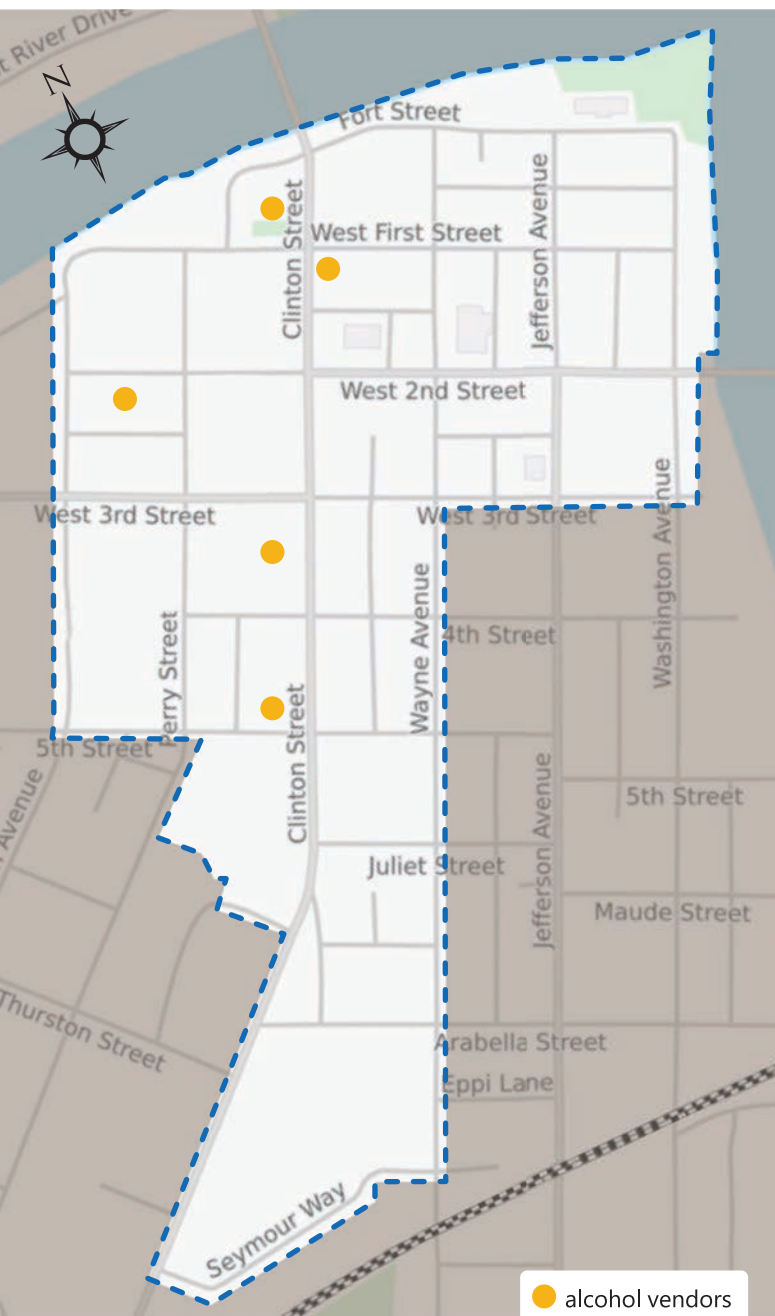 River Drive
N
Fort Street
Clinton Street
Jefferson Avenue
West First Street
West 2nd Street
West 3rd Street
West 3rd Street
Washington Avenue
Wayne Avenue
Perry Street
4th Street
Clinton Street
5th Street
Avenue
Jefferson Avenue
5th Street
Juliet Street
Maude Street
Thurston Street
Arabella Street
Eppi Lane
Seymour Way
alcohol vendors